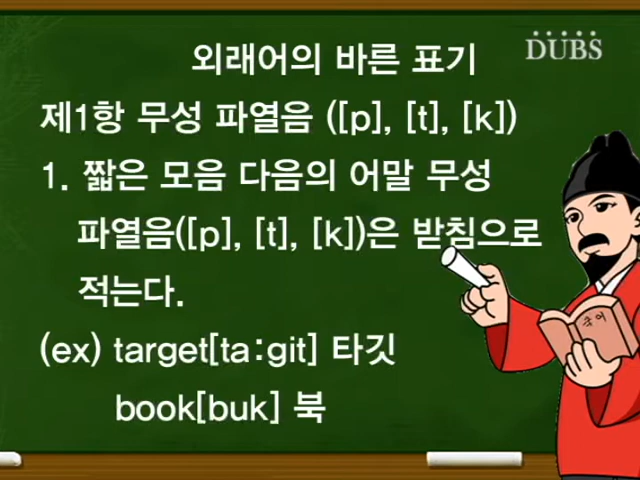 외래어의 바른 표기
DUBS
제1항 무성 파열음 ([p], [t], [k])
1. 짧은 모음 다음의 어말 무성
파열음([p], [t], [k])은 받침으로
적는다.
(ex) target[ta:git] 타깃
book[buk] 북
국어